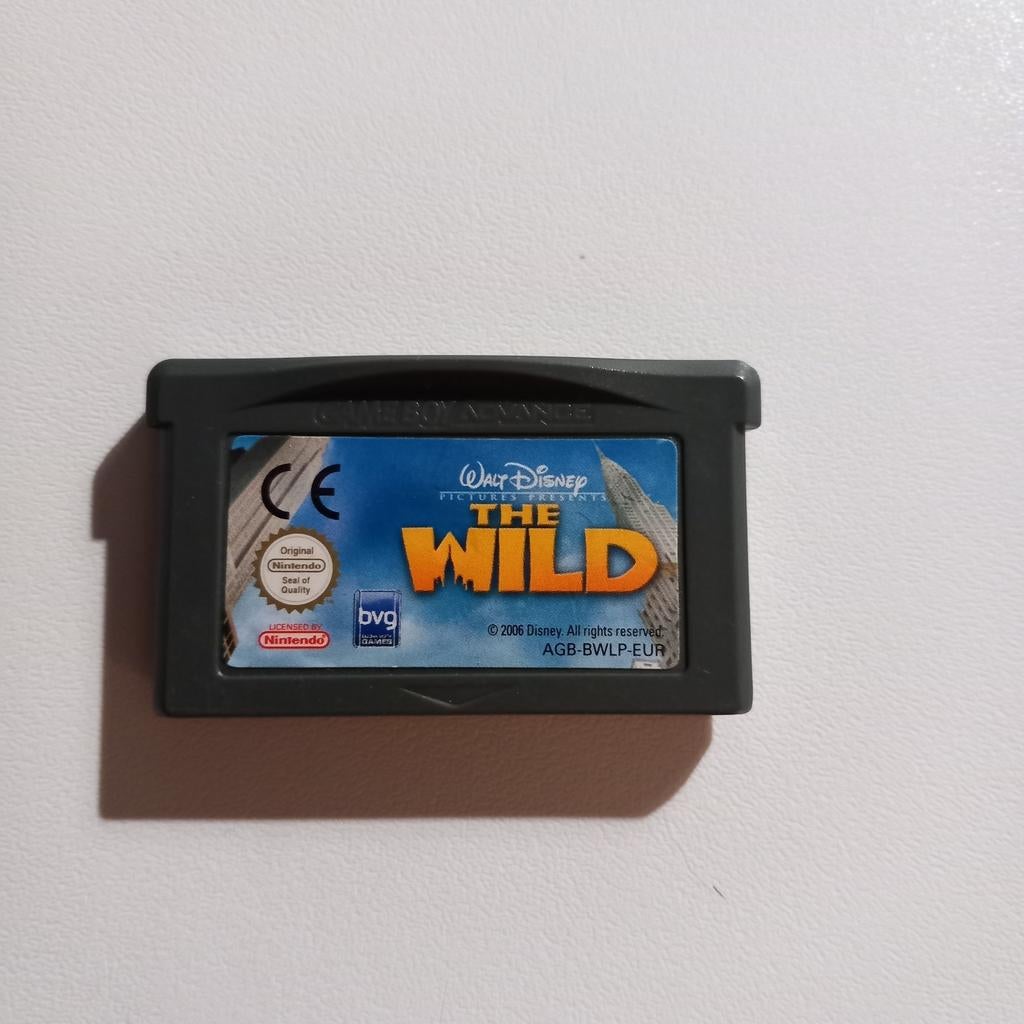 GAME BOY ADVANCE
CE
WALT DISNEY
PICTURES PRESENTS
THE
WILD
Original
Nintendo
Seal of
Quality
LICENSED BY
Nintendo
bvg
GAMES
© 2006 Disney. All rights reserved.
AGB-BWLP-EUR